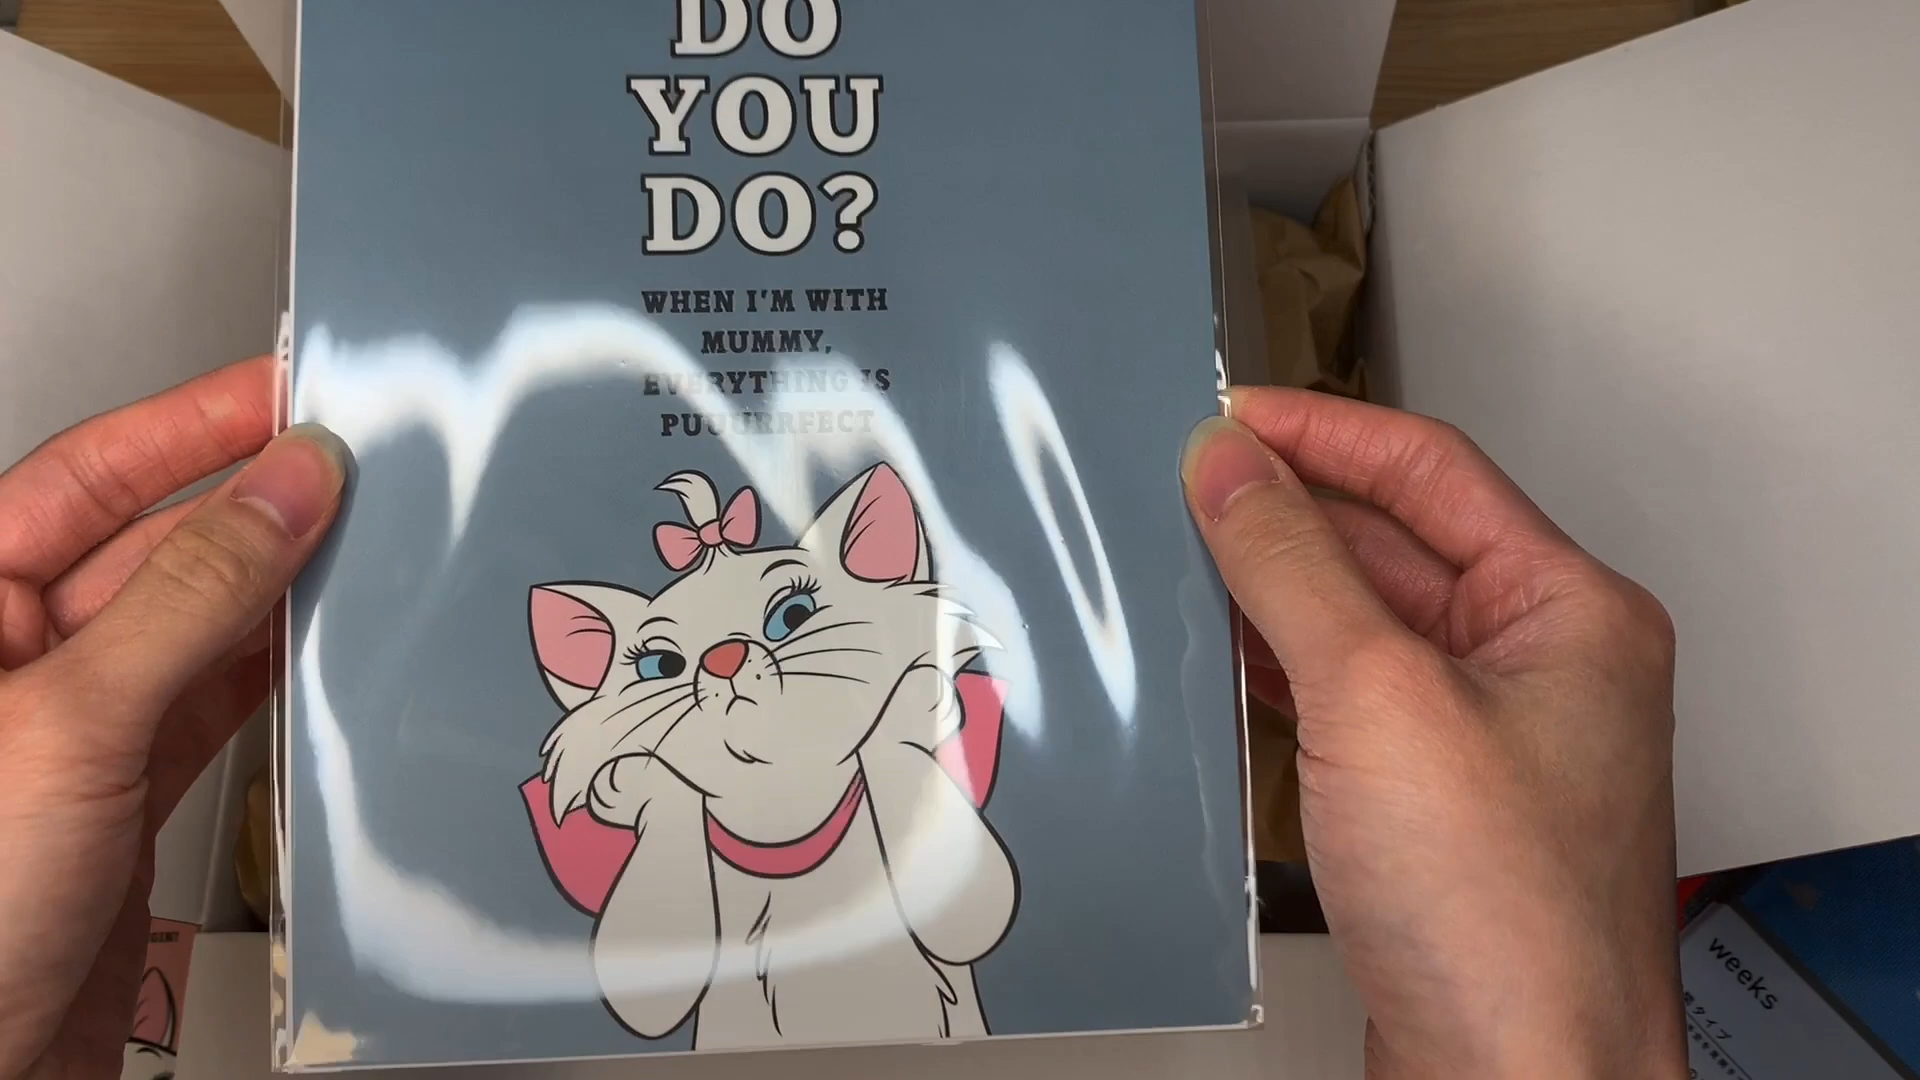 DO
YOU
DO?
WHEN I'M WITH
MUMMY,
EVERYTHING IS
PUUURRFECT
weeks